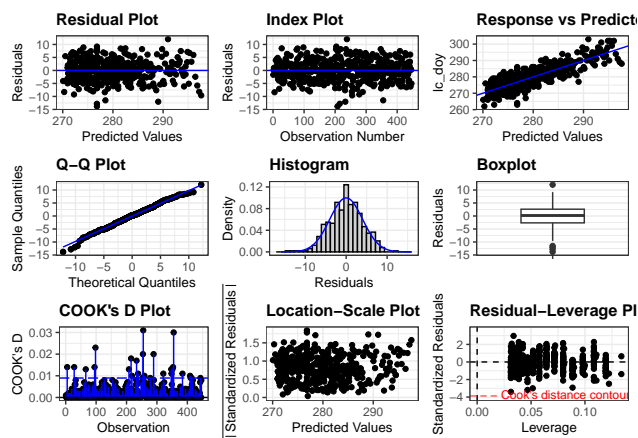 Residual Plot
Index Plot
Response vs Predicte
Residuals
10
5
0
−5
−10
−15
270
280
290
Predicted Values
Residuals
10
5
0
−5
−10
−15
0
100
200
300
400
Observation Number
lc_doy
300
290
280
270
260
270
280
290
Predicted Values
Q−Q Plot
Histogram
Boxplot
Sample Quantiles
10
5
0
−5
−10
−15
−10
−5
0
5
10
Theoretical Quantiles
Density
0.12
0.08
0.04
0.00
−10
0
10
Residuals
Residuals
10
5
0
−5
−10
−15
COOK's D Plot
Location−Scale Plot
Residual−Leverage Pl
COOK's D
0.03
0.02
0.01
0.00
0
100
200
300
400
Observation
| Standardized Residuals |
1.5
1.0
0.5
0.0
270
280
290
Predicted Values
Standardized Residuals
2
0
−2
−4
Cook's distance contour
0.00
0.05
0.10
Leverage